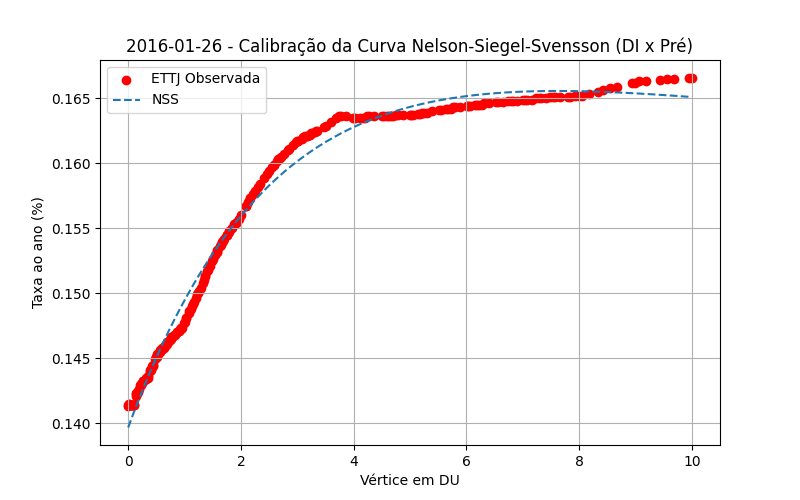 2016-01-26 - Calibração da Curva Nelson-Siegel-Svensson (DI x Pré)
ETTJ Observada
NSS
Taxa ao ano (%)
0.165
0.160
0.155
0.150
0.145
0.140
0 2 4 6 8 10
Vértice em DU